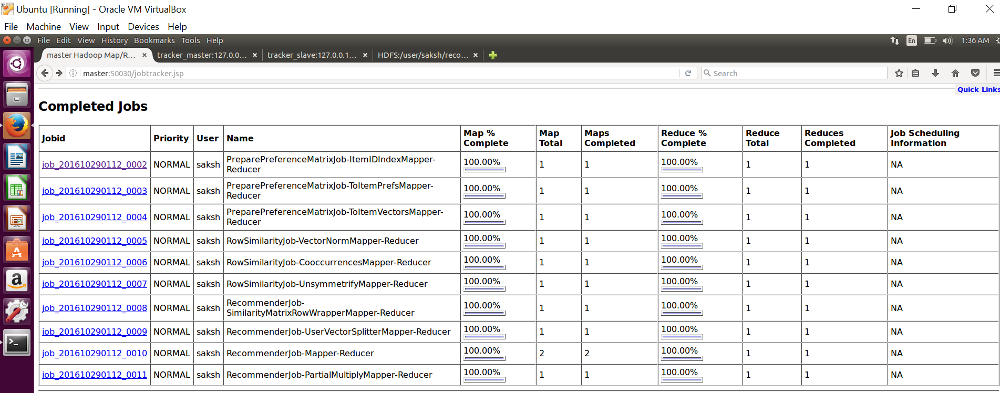 Ubuntu [Running] - Oracle VM VirtualBox
File Machine View Input Devices Help
File Edit View History Bookmarks Tools Help En 1:36 AM
master Hadoop Map/R... tracker_master:127.0.0... tracker_slave:127.0.0.1... HDFS:/user/saksh/reco...
master:50030/jobtracker.jsp Search
Quick Links
Completed Jobs
Jobid Priority User Name Map % Complete Map Total Maps Completed Reduce % Complete Reduce Total Reduces Completed Job Scheduling Information
job_201610290112_0002 NORMAL saksh PreparePreferenceMatrixJob-ItemIDIndexMapper-Reducer 100.00% 1 1 100.00% 1 1 NA
job_201610290112_0003 NORMAL saksh PreparePreferenceMatrixJob-ToItemPrefsMapper-Reducer 100.00% 1 1 100.00% 1 1 NA
job_201610290112_0004 NORMAL saksh PreparePreferenceMatrixJob-ToItemVectorsMapper-Reducer 100.00% 1 1 100.00% 1 1 NA
job_201610290112_0005 NORMAL saksh RowSimilarityJob-VectorNormMapper-Reducer 100.00% 1 1 100.00% 1 1 NA
job_201610290112_0006 NORMAL saksh RowSimilarityJob-CooccurrencesMapper-Reducer 100.00% 1 1 100.00% 1 1 NA
job_201610290112_0007 NORMAL saksh RowSimilarityJob-UnsymmetrifyMapper-Reducer 100.00% 1 1 100.00% 1 1 NA
job_201610290112_0008 NORMAL saksh RecommenderJob-SimilarityMatrixRowWrapperMapper-Reducer 100.00% 1 1 100.00% 1 1 NA
job_201610290112_0009 NORMAL saksh RecommenderJob-UserVectorSplitterMapper-Reducer 100.00% 1 1 100.00% 1 1 NA
job_201610290112_0010 NORMAL saksh RecommenderJob-Mapper-Reducer 100.00% 2 2 100.00% 1 1 NA
job_201610290112_0011 NORMAL saksh RecommenderJob-PartialMultiplyMapper-Reducer 100.00% 1 1 100.00% 1 1 NA